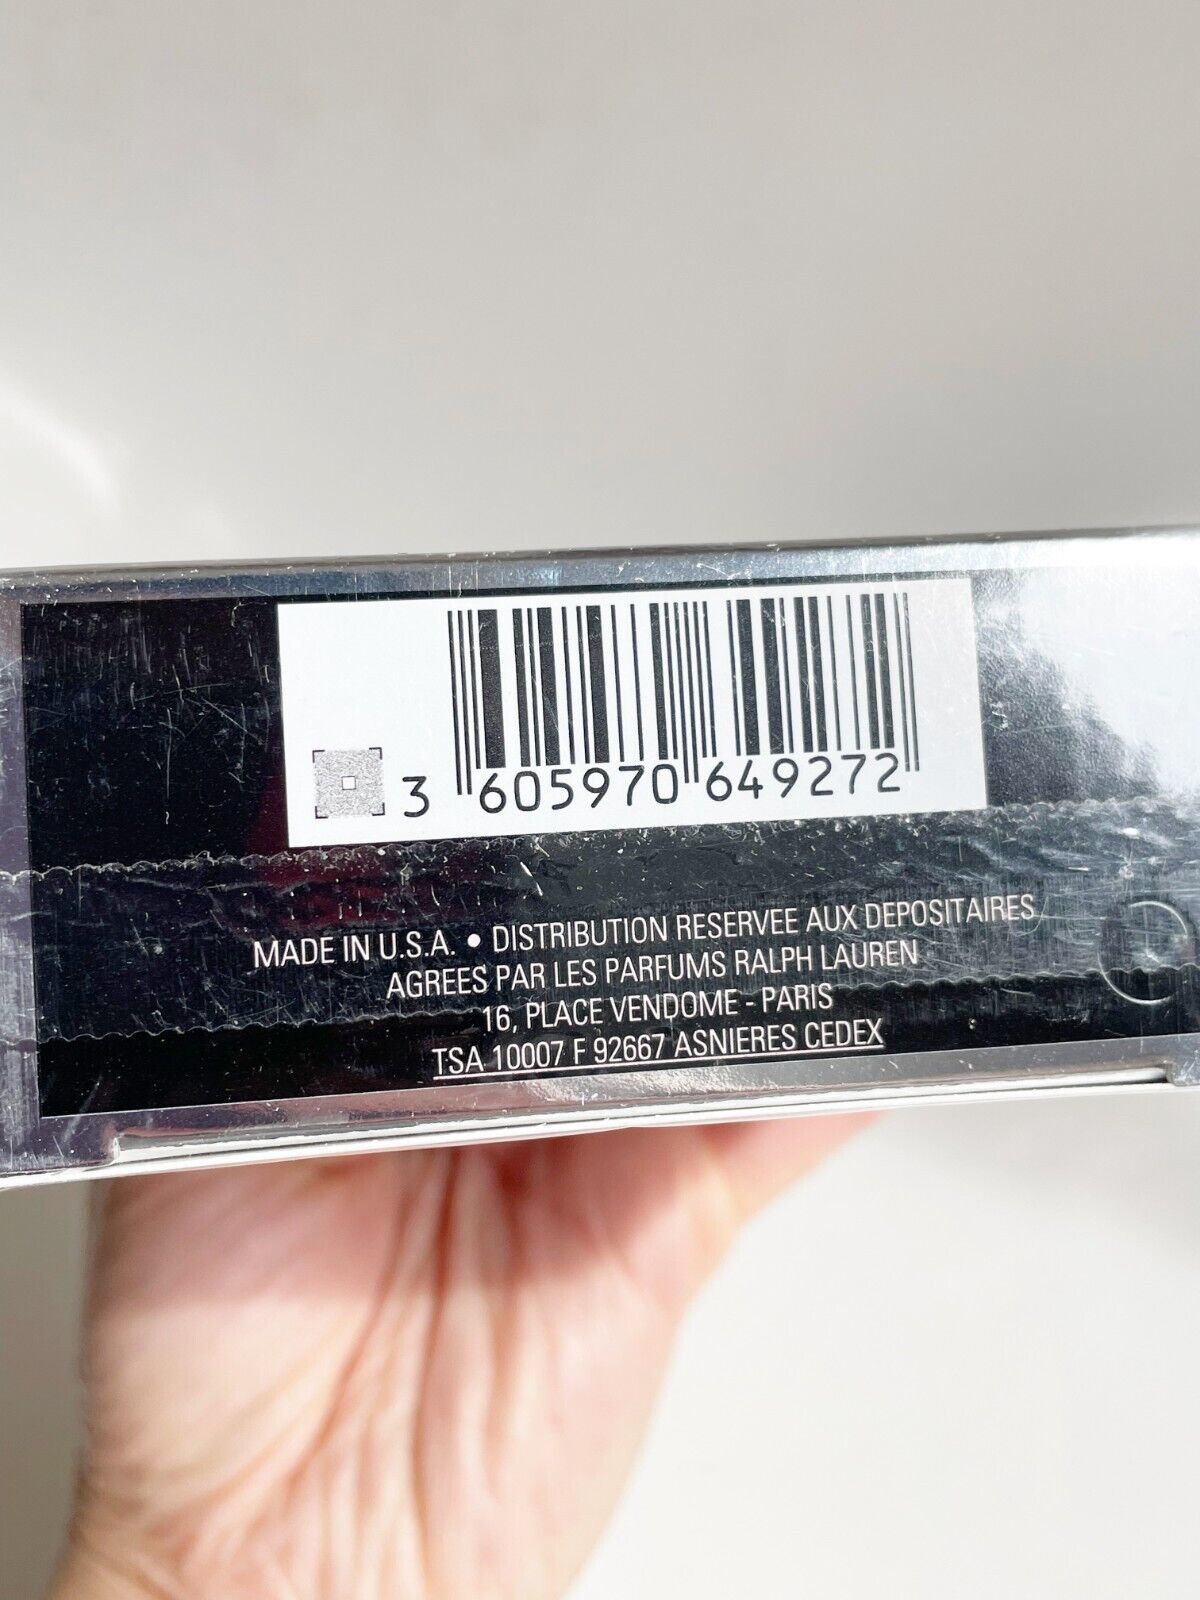 3 605970 649272
MADE IN U.S.A. • DISTRIBUTION RESERVEE AUX DEPOSITAIRES
AGREES PAR LES PARFUMS RALPH LAUREN
16, PLACE VENDOME - PARIS
TSA 10007 F 92667 ASNIERES CEDEX